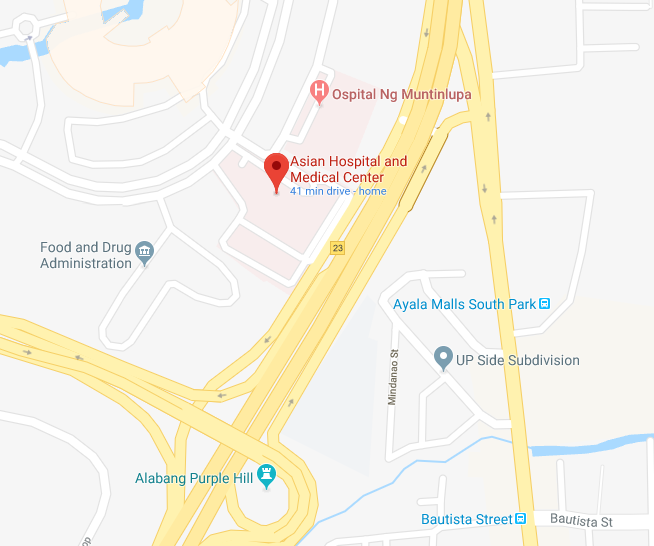 H
Ospital Ng Muntinlupa
Asian Hospital and
Medical Center
41 min drive - home
Food and Drug
Administration
23
Ayala Malls South Park
UP Side Subdivision
Mindanao St
Alabang Purple Hill
Bautista Street
Bautista St